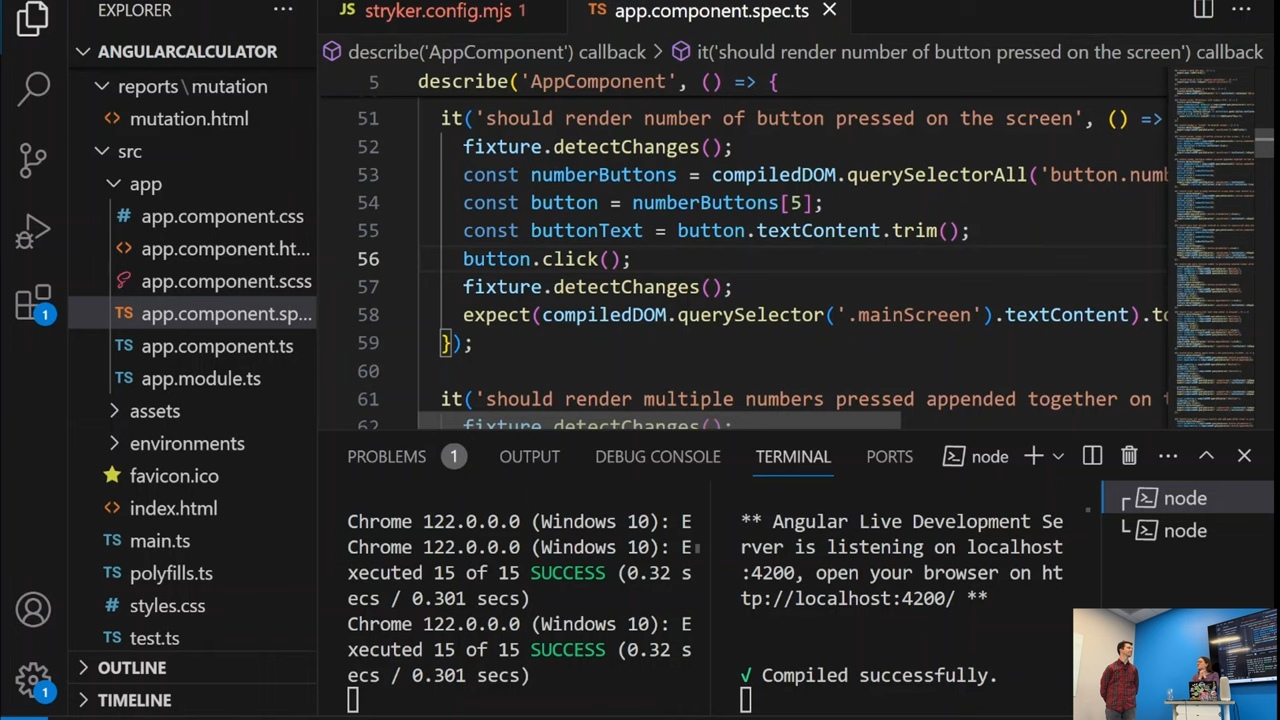 EXPLORER
ANGULARCALCULATOR
reports\mutation
mutation.html
src
app
app.component.css
app.component.ht...
app.component.scss
app.component.sp...
app.component.ts
app.module.ts
assets
environments
favicon.ico
index.html
main.ts
polyfills.ts
styles.css
test.ts
OUTLINE
TIMELINE
1
1
JS stryker.config.mjs 1
TS app.component.spec.ts
describe('AppComponent') callback > it('should render number of button pressed on the screen') callback
5 describe('AppComponent', () => {
51 it('should render number of button pressed on the screen', () =>
52 fixture.detectChanges();
53 const numberButtons = compiledDOM.querySelectorAll('button.num
54 const button = numberButtons[5];
55 const buttonText = button.textContent.trim();
56 button.click();
57 fixture.detectChanges();
58 expect(compiledDOM.querySelector('.mainScreen').textContent).to
59 });
60
61 it('should render multiple numbers pressed appended together on
62 fixture.detectChanges();
PROBLEMS 1 OUTPUT DEBUG CONSOLE TERMINAL PORTS node
Chrome 122.0.0.0 (Windows 10): E
Chrome 122.0.0.0 (Windows 10): E
xecuted 15 of 15 SUCCESS (0.32 s
ecs / 0.301 secs)
Chrome 122.0.0.0 (Windows 10): E
xecuted 15 of 15 SUCCESS (0.32 s
ecs / 0.301 secs)
** Angular Live Development Se
rver is listening on localhost
:4200, open your browser on ht
tp://localhost:4200/ **
√ Compiled successfully.
node
node